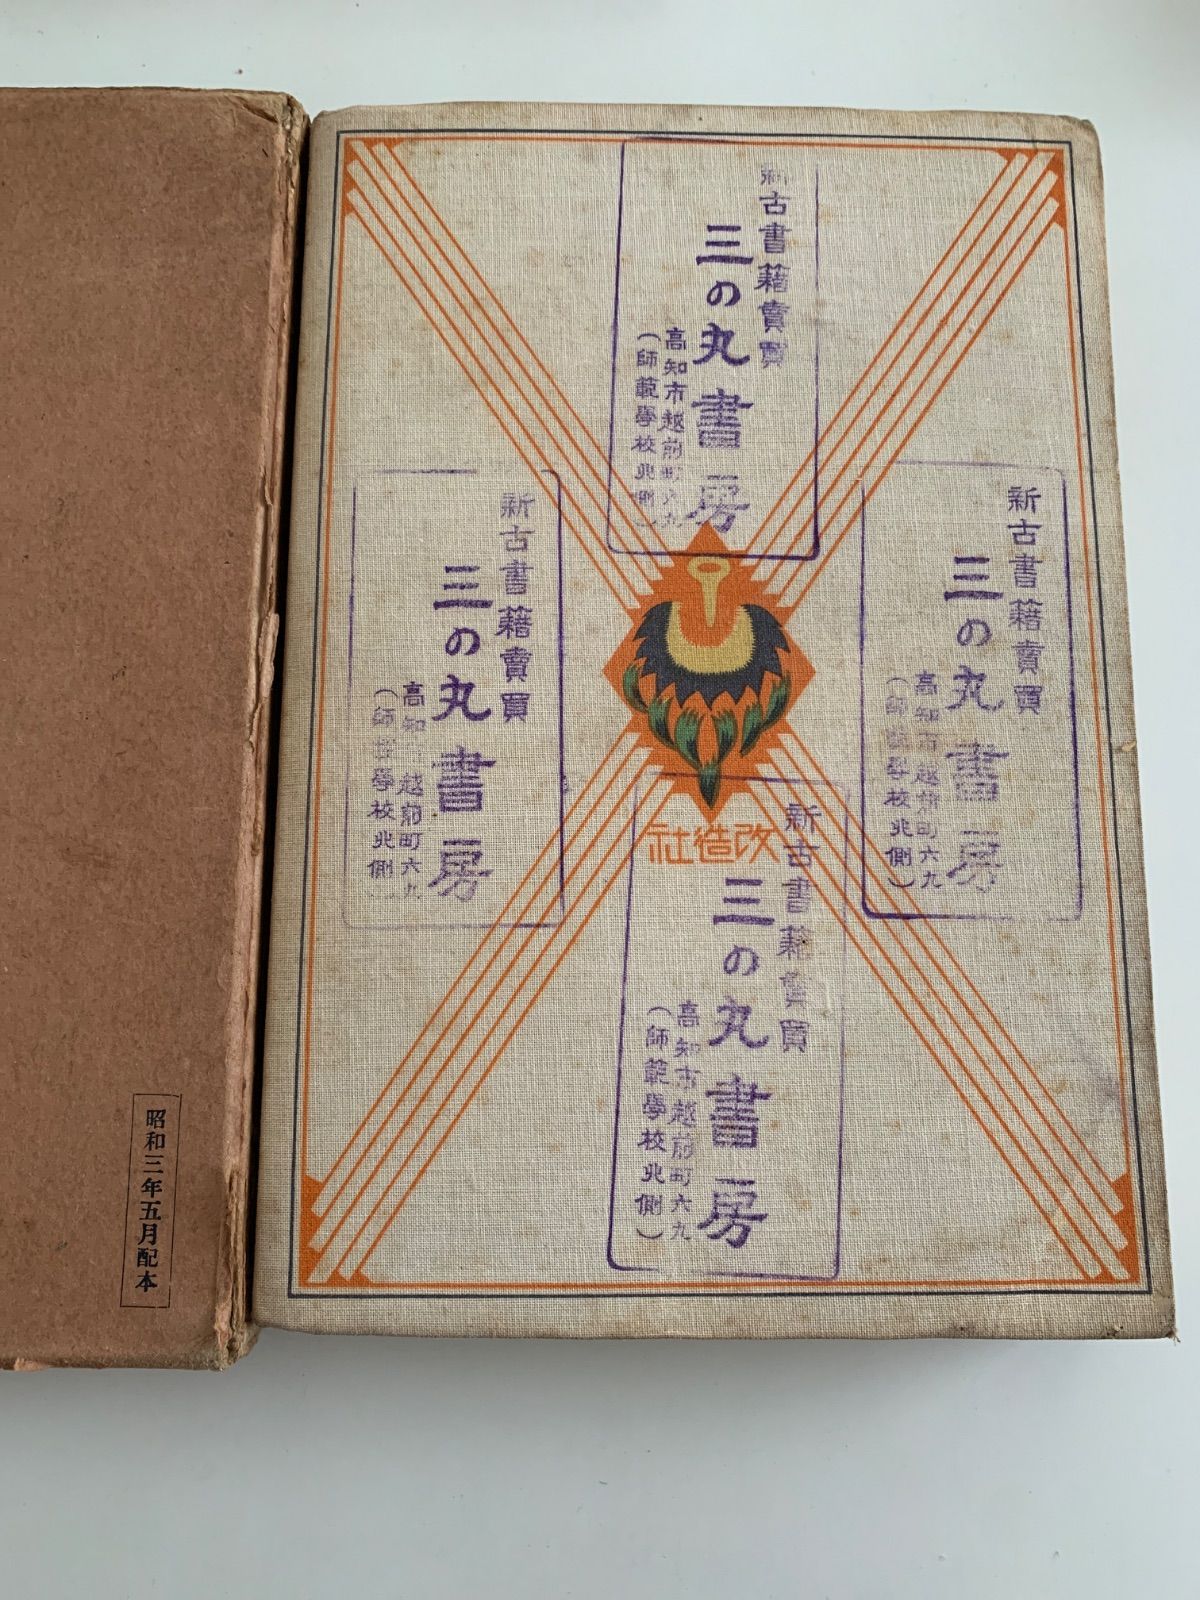 新古書籍賣買
三の丸書房
高知市越前町六九
（師範學校北側）
新古書籍賣買
三の丸書房
高知市越前町六九
（師範學校北側）
新古書籍賣買
三の丸書房
高知市越前町六九
（師範學校北側）
改造社
新古書籍賣買
三の丸書房
高知市越前町六九
（師範學校北側）
昭和三年五月配本